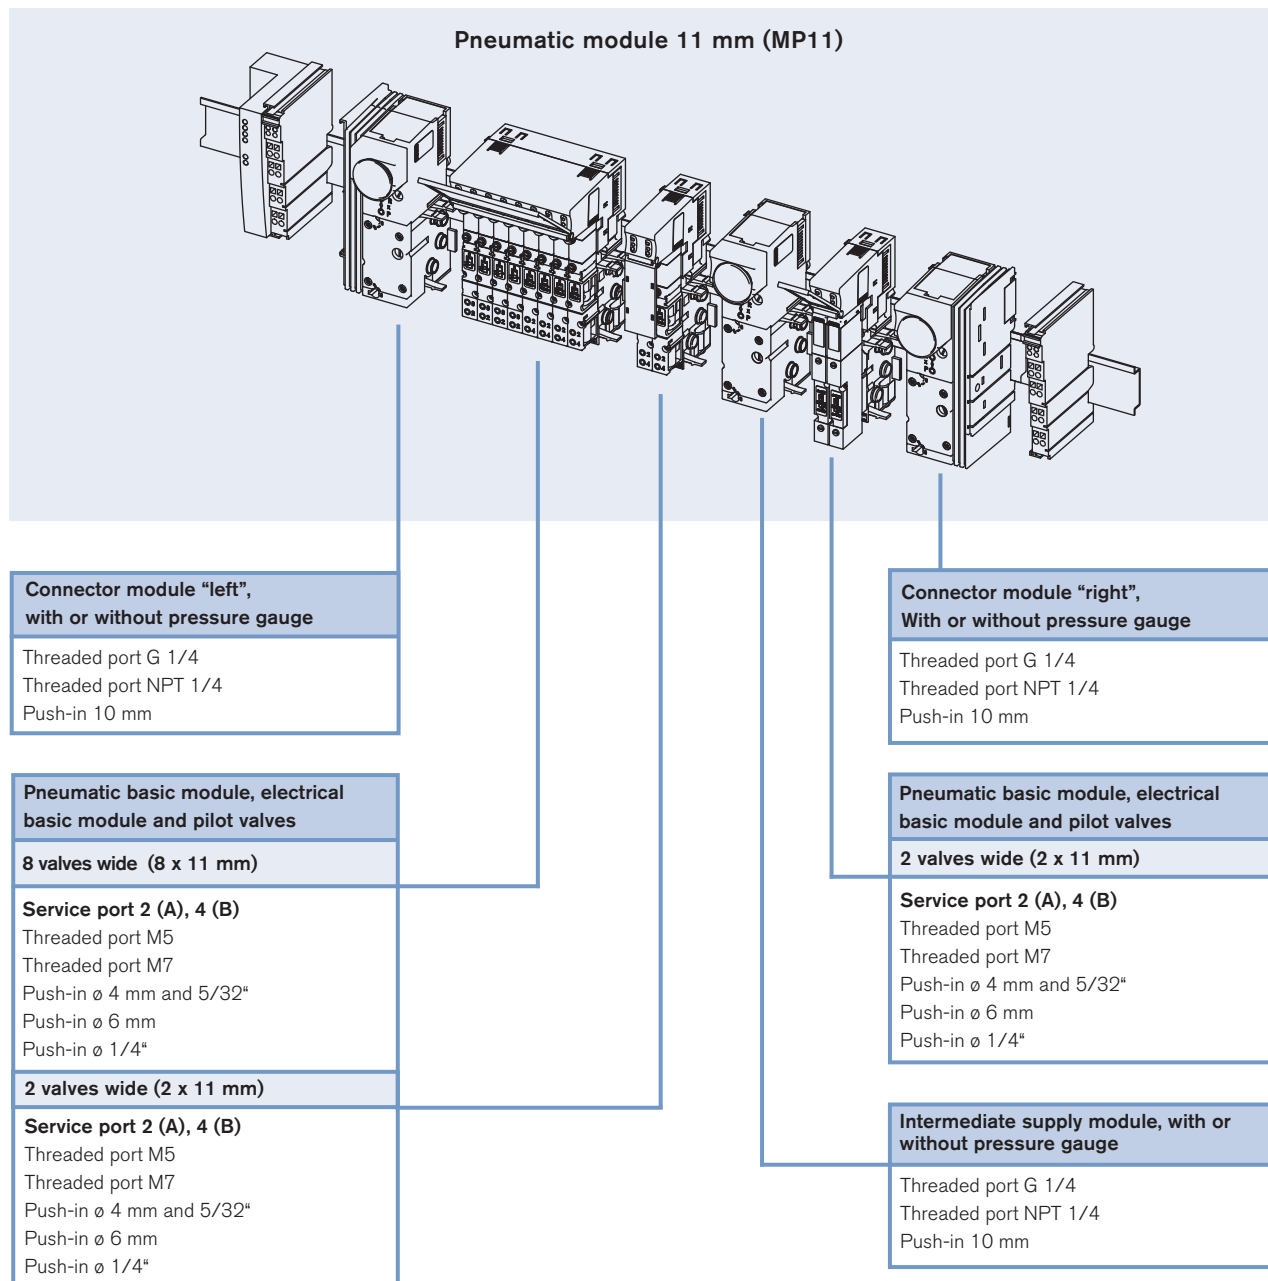 Pneumatic module 11 mm (MP11)
Connector module “left”,
with or without pressure gauge
Threaded port G 1/4
Threaded port NPT 1/4
Push-in 10 mm
Pneumatic basic module, electrical
basic module and pilot valves
8 valves wide (8 x 11 mm)
Service port 2 (A), 4 (B)
Threaded port M5
Threaded port M7
Push-in ø 4 mm and 5/32“
Push-in ø 6 mm
Push-in ø 1/4“
2 valves wide (2 x 11 mm)
Service port 2 (A), 4 (B)
Threaded port M5
Threaded port M7
Push-in ø 4 mm and 5/32“
Push-in ø 6 mm
Push-in ø 1/4“
Connector module “right”,
With or without pressure gauge
Threaded port G 1/4
Threaded port NPT 1/4
Push-in 10 mm
Pneumatic basic module, electrical
basic module and pilot valves
2 valves wide (2 x 11 mm)
Service port 2 (A), 4 (B)
Threaded port M5
Threaded port M7
Push-in ø 4 mm and 5/32“
Push-in ø 6 mm
Push-in ø 1/4“
Intermediate supply module, with or
without pressure gauge
Threaded port G 1/4
Threaded port NPT 1/4
Push-in 10 mm